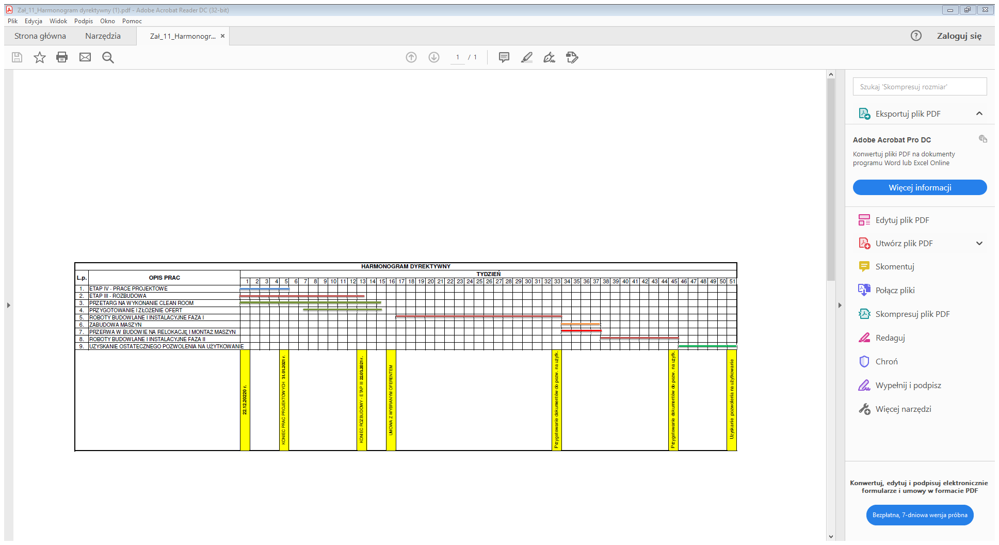 Zał_11_Harmonogram dyrektywny (1).pdf - Adobe Acrobat Reader DC (32-bit)
Plik Edycja Widok Podpis Okno Pomoc
Strona główna Narzędzia Zał_11_Harmonogr... × Zaloguj się
1 / 1
Szukaj 'Skompresuj rozmiar'
Eksportuj plik PDF
Adobe Acrobat Pro DC
Konwertuj pliki PDF na dokumenty
programu Word lub Excel Online
Więcej informacji
Edytuj plik PDF
Utwórz plik PDF
Skomentuj
Połącz pliki
Skompresuj plik PDF
Redaguj
Chroń
Wypełnij i podpisz
Więcej narzędzi
Konwertuj, edytuj i podpisuj elektronicznie
formularze i umowy w formacie PDF
Bezpłatna, 7-dniowa wersja próbna
HARMONOGRAM DYREKTYWNY
L.p. OPIS PRAC TYDZIEŃ
1 2 3 4 5 6 7 8 9 10 11 12 13 14 15 16 17 18 19 20 21 22 23 24 25 26 27 28 29 30 31 32 33 34 35 36 37 38 39 40 41 42 43 44 45 46 47 48 49 50 51
1. ETAP IV - PRACE PROJEKTOWE
2. ETAP III - ROZBUDOWA
3. PRZETARG NA WYKONANIE CLEAN ROOM
4. PRZYGOTOWANIE I ZŁOŻENIE OFERT
5. ROBOTY BUDOWLANE I INSTALACYJNE FAZA I
6. ZABUDOWA MASZYN
7. PRZERWA W BUDOWIE NA RELOKACJĘ I MONTAŻ MASZYN
8. ROBOTY BUDOWLANE I INSTALACYJNE FAZA II
9. UZYSKANIE OSTATECZNEGO POZWOLENIA NA UŻYTKOWANIE
22.12.20220 r.
KONIEC PRAC PROJEKTOWYCH 31.01.2021 r.
KONIEC ROZBUDOWY - ETAP III 22.03.2021 r.
UMOWA Z WYBRANYM OFERENTEM
Przygotowanie dokumentów do pozw. na użytk.
Przygotowanie dokumentów do pozw. na użytk.
Uzyskanie pozwolenia na użytkowanie